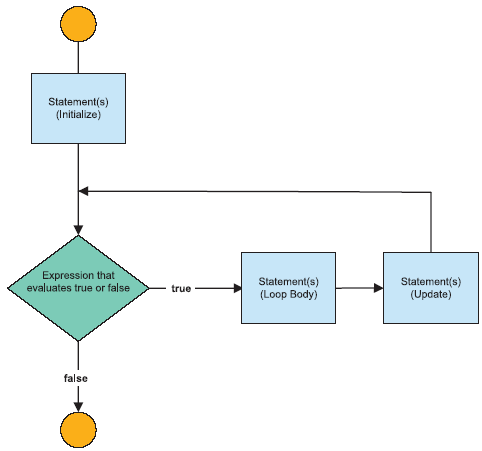 Statement(s)
(Initialize)
Expression that
evaluates true or false
true
Statement(s)
(Loop Body)
Statement(s)
(Update)
false